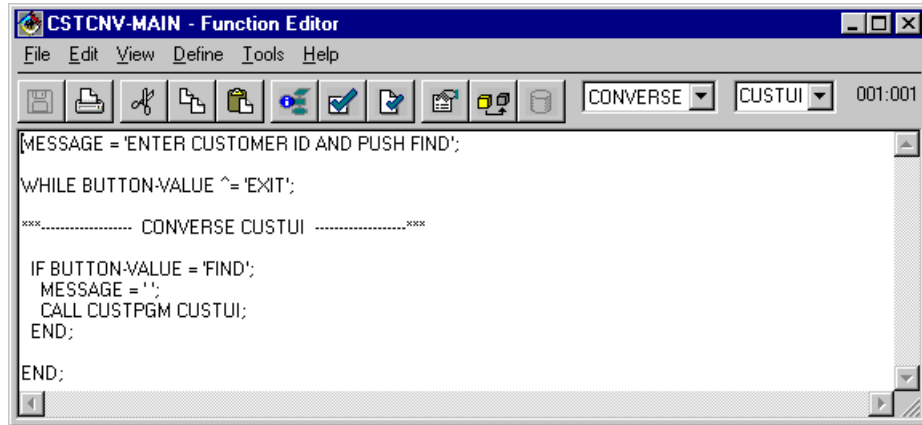 CSTCNV-MAIN - Function Editor
File Edit View Define Tools Help
CONVERSE CUSTUI 001:001
MESSAGE = 'ENTER CUSTOMER ID AND PUSH FIND';
WHILE BUTTON-VALUE ^= 'EXIT';
***------------------- CONVERSE CUSTUI -------------------***
IF BUTTON-VALUE = 'FIND';
MESSAGE = ' ';
CALL CUSTPGM CUSTUI;
END;
END;